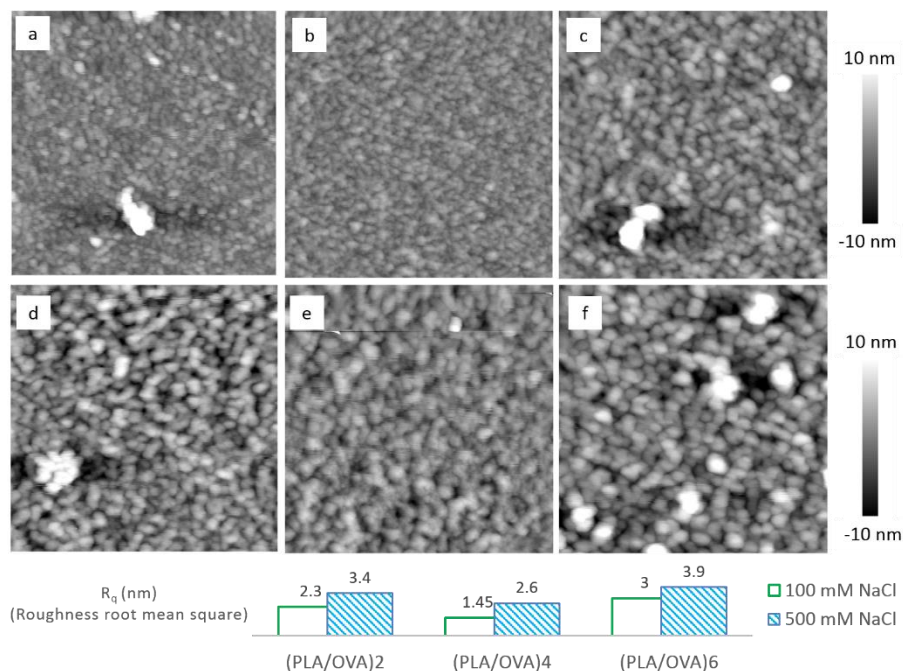 a
b
c
10 nm
-10 nm
d
e
f
10 nm
-10 nm
R_q (nm)
(Roughness root mean square)
2.3
3.4
1.45
2.6
3
3.9
100 mM NaCl
500 mM NaCl
(PLA/OVA)2
(PLA/OVA)4
(PLA/OVA)6